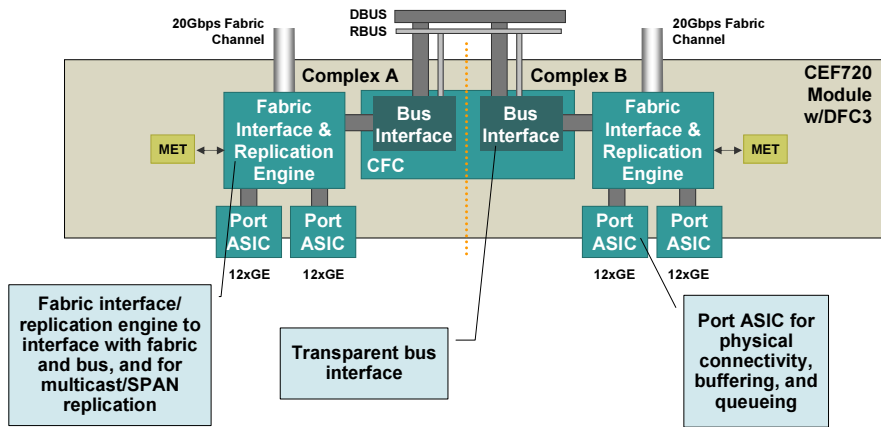 DBUS
RBUS
20Gbps Fabric
Channel
20Gbps Fabric
Channel
Complex A
Complex B
CEF720
Module
w/DFC3
Fabric
Interface &
Replication
Engine
Bus
Interface
Bus
Interface
CFC
Fabric
Interface &
Replication
Engine
MET
MET
Port
ASIC
Port
ASIC
Port
ASIC
Port
ASIC
12xGE
12xGE
12xGE
12xGE
Fabric interface/
replication engine to
interface with fabric
and bus, and for
multicast/SPAN
replication
Transparent bus
interface
Port ASIC for
physical
connectivity,
buffering, and
queueing